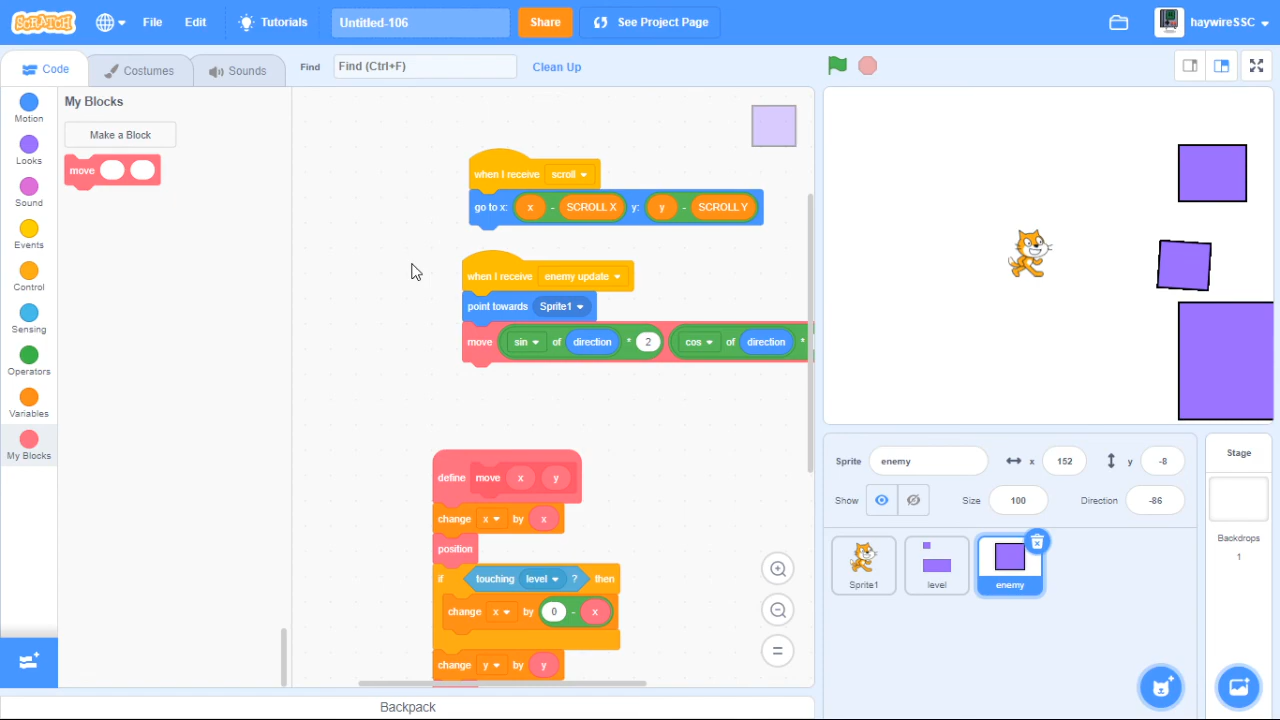 SCRATCH File Edit Tutorials Untitled-106 Share See Project Page haywireSSC
Code Costumes Sounds Find Find (Ctrl+F) Clean Up
Motion
Looks
Sound
Events
Control
Sensing
Operators
Variables
My Blocks
My Blocks
Make a Block
move
when I receive scroll
go to x: x - SCROLL X y: y - SCROLL Y
when I receive enemy update
point towards Sprite1
move sin of direction * 2 cos of direction *
define move x y
change x by x
position
if touching level ? then
change x by 0 - x
change y by y
Sprite enemy x 152 y -8
Show Size 100 Direction -86
Sprite1 level enemy
Stage
Backdrops
1
Backpack